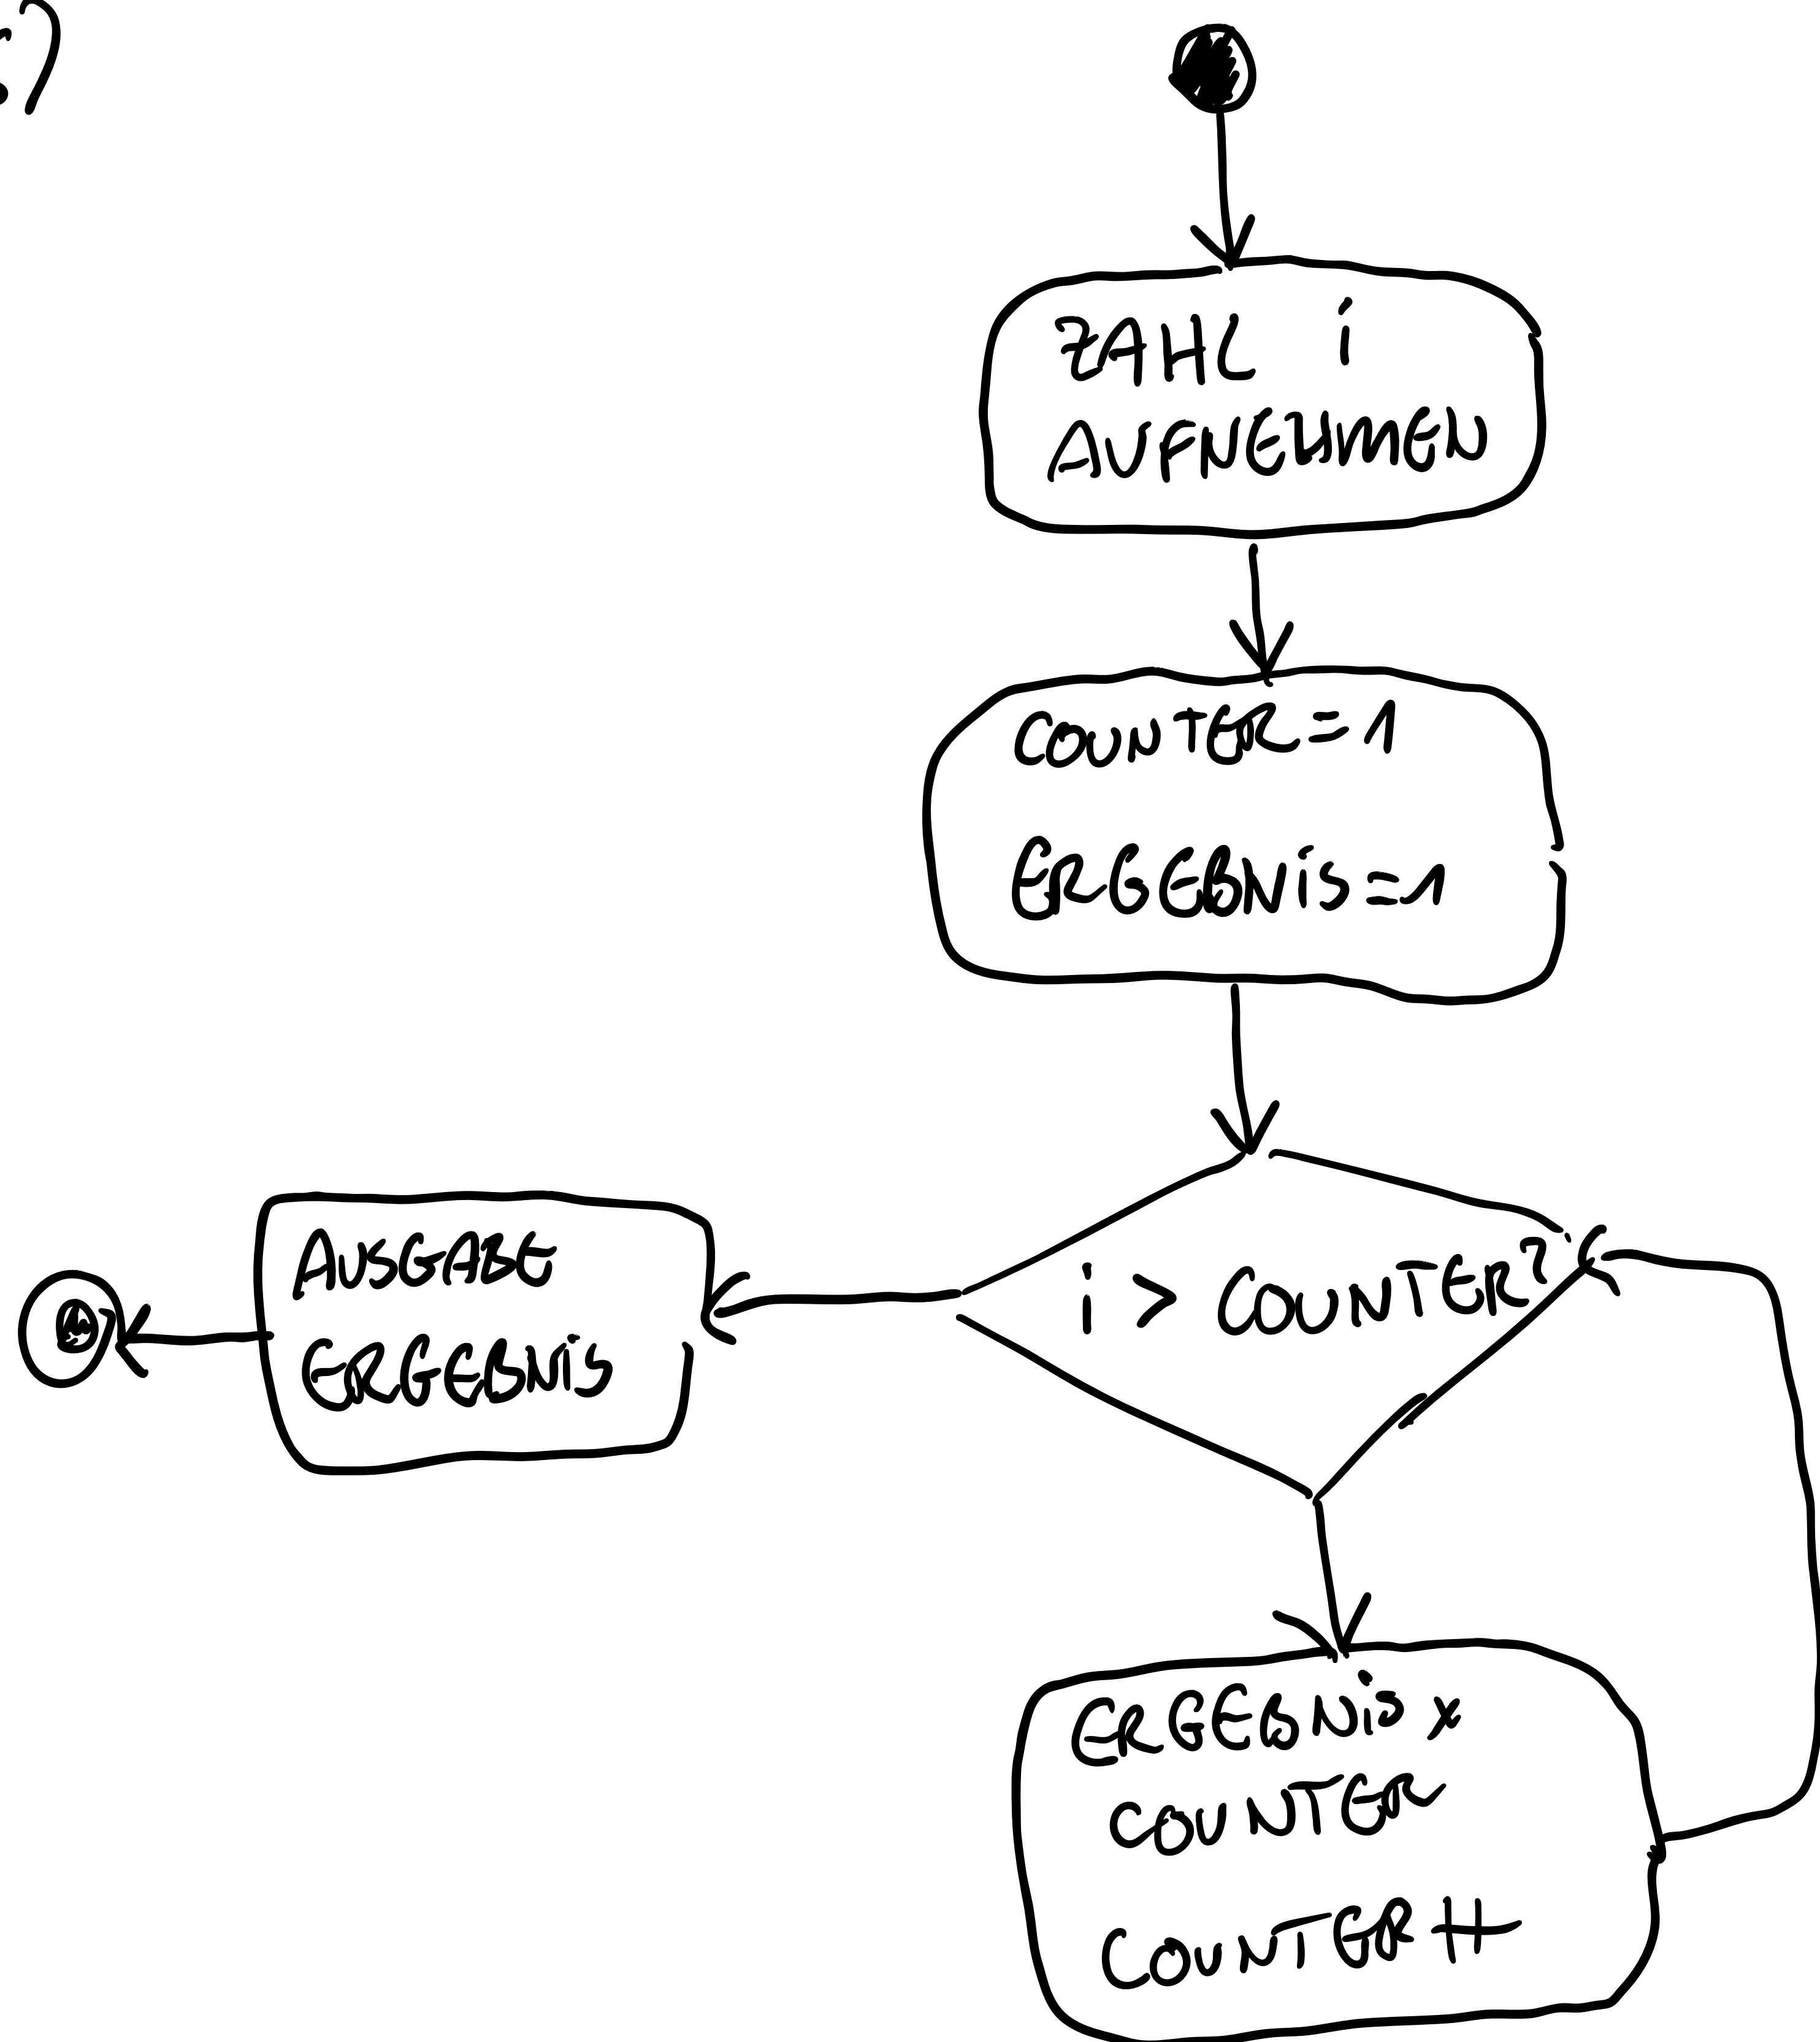 ZAHL i
AUFNEHMEN
COUNTER = 1
ERGEBNis = 1
i > COUNTER?
AUSGABE
ERGEBNiS
ERGEBNis x
COUNTER
COUNTER ++